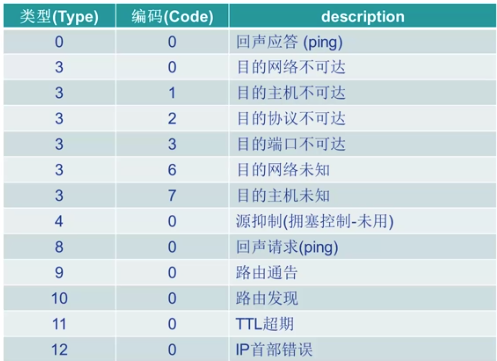 类型(Type) 编码(Code) description
0 0 回声应答 (ping)
3 0 目的网络不可达
3 1 目的主机不可达
3 2 目的协议不可达
3 3 目的端口不可达
3 6 目的网络未知
3 7 目的主机未知
4 0 源抑制(拥塞控制-未用)
8 0 回声请求(ping)
9 0 路由通告
10 0 路由发现
11 0 TTL超期
12 0 IP首部错误